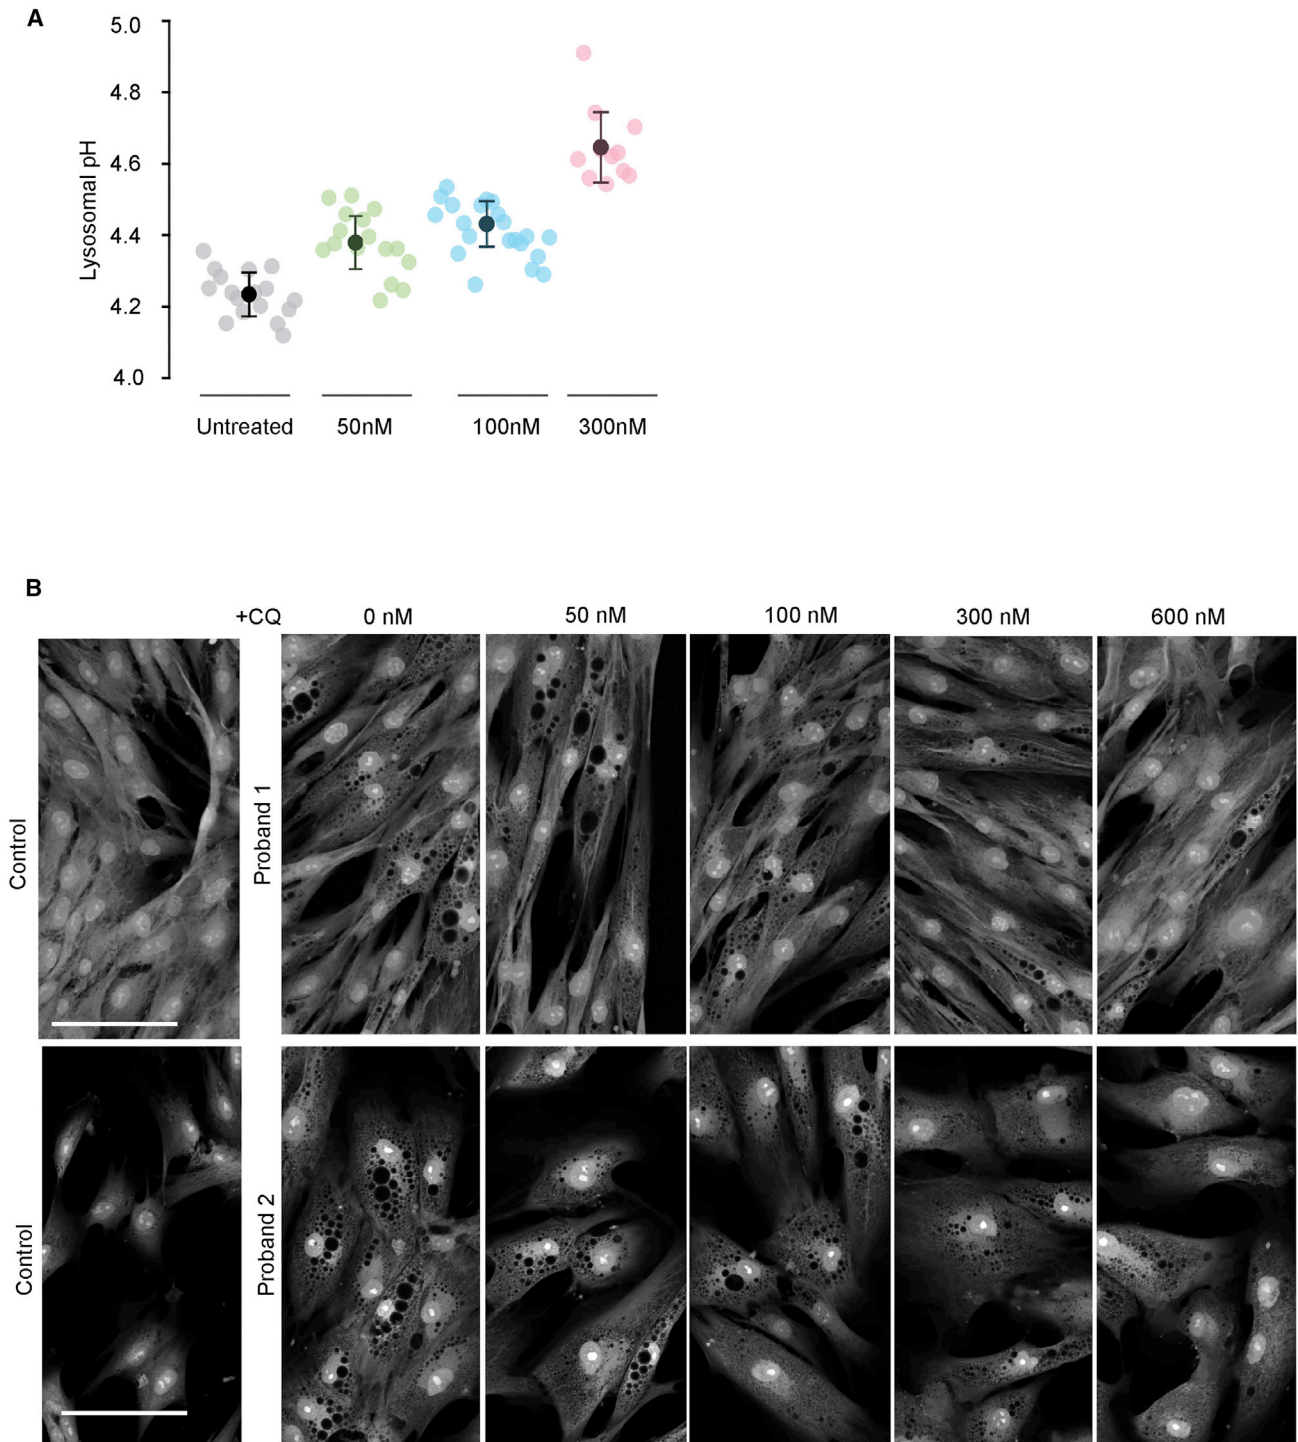 A
Lysosomal pH
5.0
4.8
4.6
4.4
4.2
4.0
Untreated 50nM 100nM 300nM
B
+CQ 0 nM 50 nM 100 nM 300 nM 600 nM
Control
Proband 1
Control
Proband 2